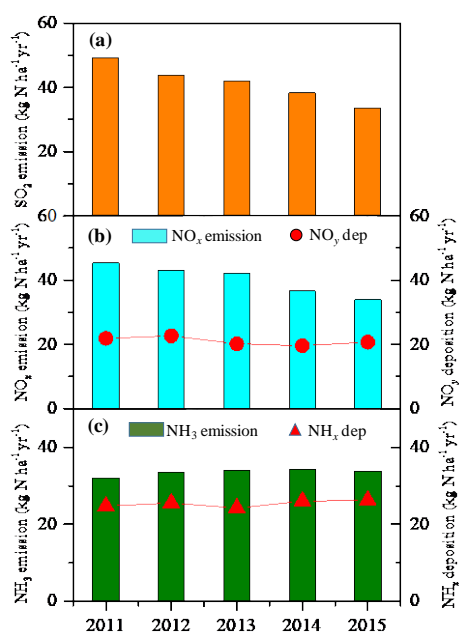 60
(a)
40
20
SO2 emission (kg N ha-1 yr-1)
60
60
(b)
NOx emission
NOy dep
40
40
20
20
0
0
NOx emission (kg N ha-1 yr-1)
NOy deposition (kg N ha-1 yr-1)
(c)
NH3 emission
NHx dep
40
40
20
20
0
0
NH3 emission (kg N ha-1 yr-1)
NHx deposition (kg N ha-1 yr-1)
2011 2012 2013 2014 2015